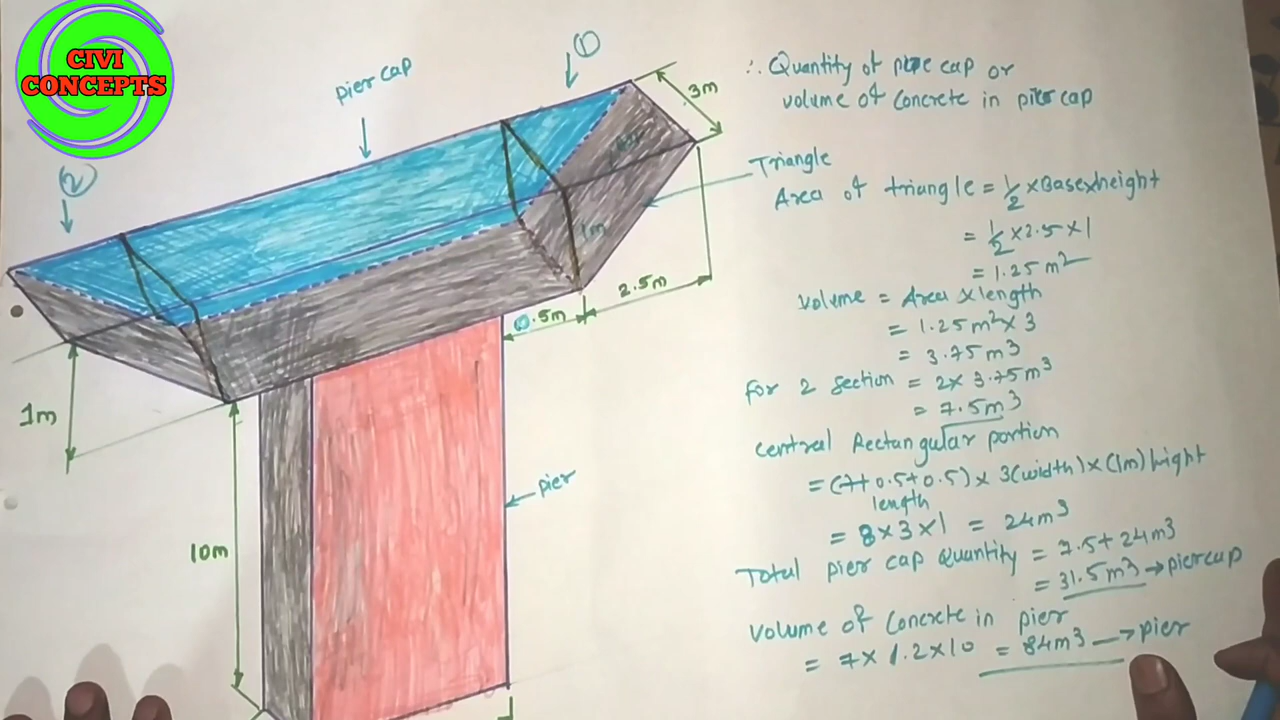 CIVI
CONCEPTS
pier cap
①
②
3m
1m
2.5m
0.5m
1m
10m
pier
∴ Quantity of pier cap or
volume of concrete in pier cap
Triangle
Area of triangle = 1/2 × Base × height
= 1/2 × 2.5 × 1
= 1.25 m²
volume = Area × length
= 1.25 m² × 3
= 3.75 m³
For 2 section = 2 × 3.75 m³
= 7.5 m³
central Rectangular portion
= (7+0.5+0.5) × 3 (width) × (1m) hight
length
= 8 × 3 × 1 = 24 m³
Total pier cap quantity = 7.5 + 24 m³
= 31.5 m³ → pier cap
Volume of concrete in pier
= 7 × 1.2 × 10 = 84 m³ → pier